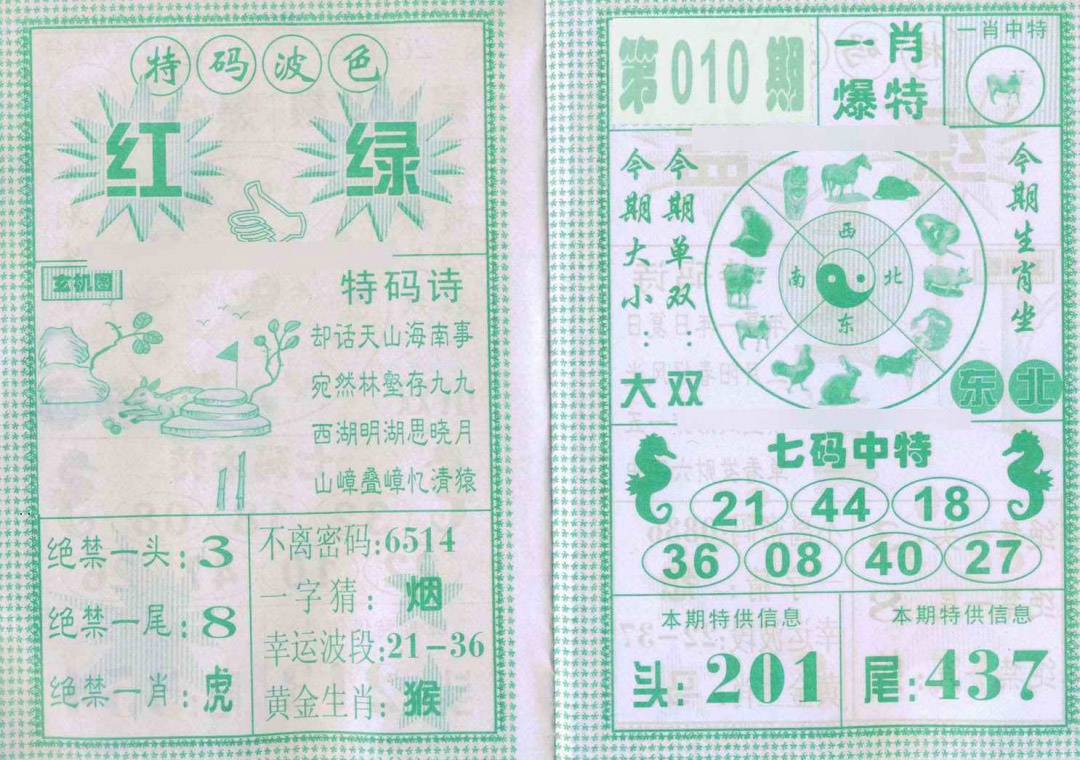 特码波色
红 绿
玄机图
特码诗
却话天山海南事
宛然林壑存九九
西湖明湖思晓月
山嶂叠嶂忆清猿
绝禁一头:3
绝禁一尾:8
绝禁一肖:虎
不离密码:6514
一字猜:烟
幸运波段:21-36
黄金生肖:猴
第010期
一肖
爆特
一肖中特
今期大小:大
今期单双:双
西
南 北
东
今期生肖坐
东北
七码中特
21 44 18
36 08 40 27
本期特供信息
头:201
本期特供信息
尾:437